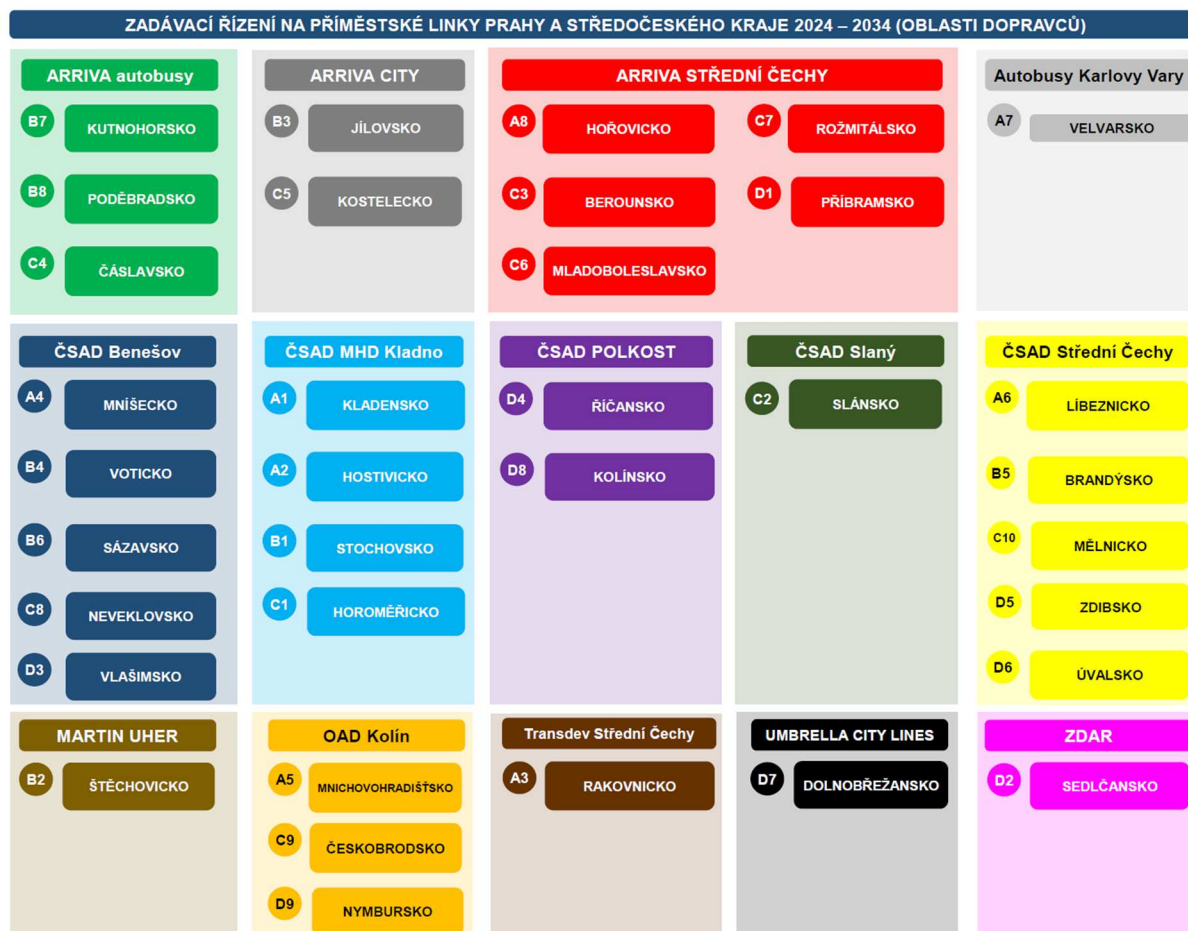 ZADÁVACÍ ŘÍZENÍ NA PŘÍMĚSTSKÉ LINKY PRAHY A STŘEDOČESKÉHO KRAJE 2024 – 2034 (OBLASTI DOPRAVCŮ)
ARRIVA autobusy
B7 KUTNOHORSKO
B8 PODĚBRADSKO
C4 ČÁSLAVSKO
ARRIVA CITY
B3 JÍLOVSKO
C5 KOSTELECKO
ARRIVA STŘEDNÍ ČECHY
A8 HOŘOVICKO
C3 BEROUNSKO
C6 MLADOBOLESLAVSKO
C7 ROŽMITÁLSKO
D1 PŘÍBRAMSKO
Autobusy Karlovy Vary
A7 VELVARSKO
ČSAD Benešov
A4 MNÍŠECKO
B4 VOTICKO
B6 SÁZAVSKO
C8 NEVEKLOVSKO
D3 VLAŠIMSKO
ČSAD MHD Kladno
A1 KLADENSKO
A2 HOSTIVICKO
B1 STOCHOVSKO
C1 HOROMĚŘICKO
ČSAD POLKOST
D4 ŘÍČANSKO
D8 KOLÍNSKO
ČSAD Slaný
C2 SLÁNSKO
ČSAD Střední Čechy
A6 LÍBEZNICKO
B5 BRANDÝSKO
C10 MĚLNICKO
D5 ZDIBSKO
D6 ÚVALSKO
MARTIN UHER
B2 ŠTĚCHOVICKO
OAD Kolín
A5 MNICHOVOHRADIŠŤSKO
C9 ČESKOBRODSKO
D9 NYMBURSKO
Transdev Střední Čechy
A3 RAKOVNICKO
UMBRELLA CITY LINES
D7 DOLNOBŘEŽANSKO
ZDAR
D2 SEDLČANSKO